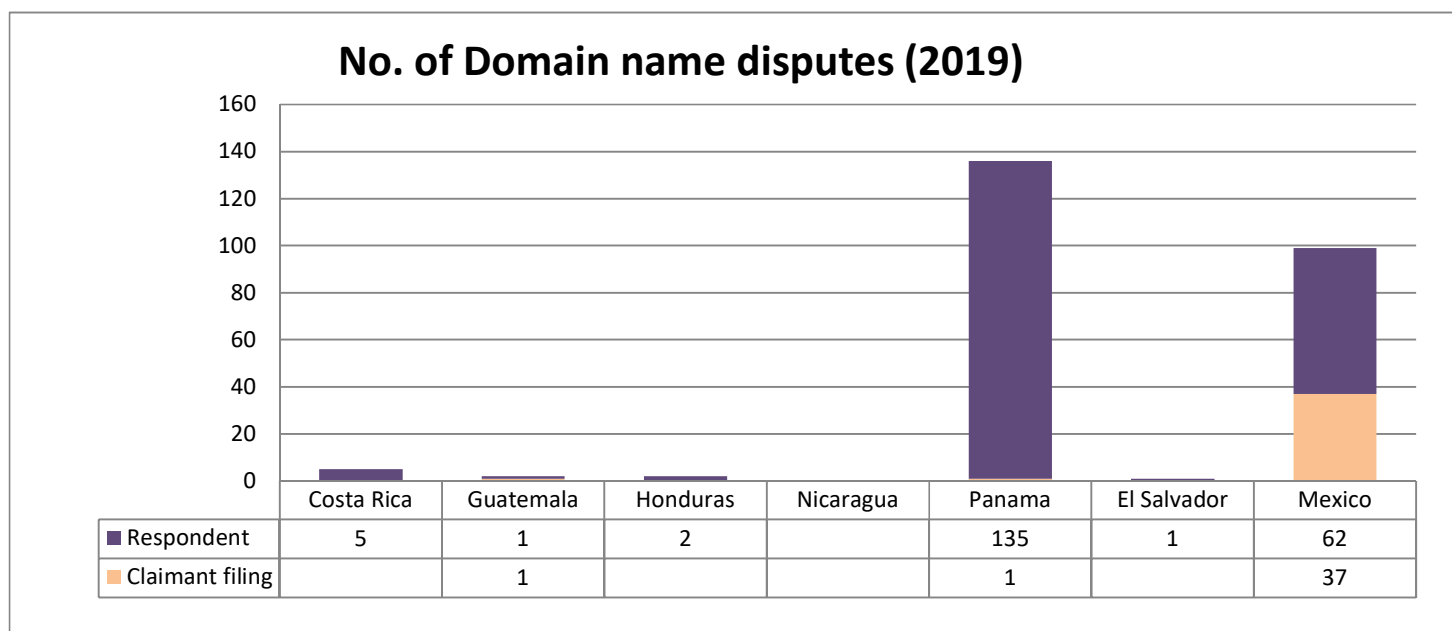 No. of Domain name disputes (2019)
160
140
120
100
80
60
40
20
0
Costa Rica Guatemala Honduras Nicaragua Panama El Salvador Mexico
Respondent 5 1 2 135 1 62
Claimant filing 1 1 37